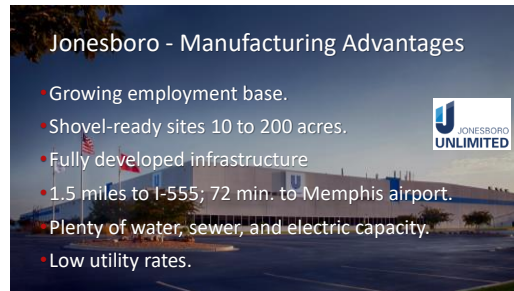 Jonesboro - Manufacturing Advantages
•Growing employment base.
•Shovel-ready sites 10 to 200 acres.
JONESBORO
UNLIMITED
•Fully developed infrastructure
•1.5 miles to I-555; 72 min. to Memphis airport.
•Plenty of water, sewer, and electric capacity.
•Low utility rates.